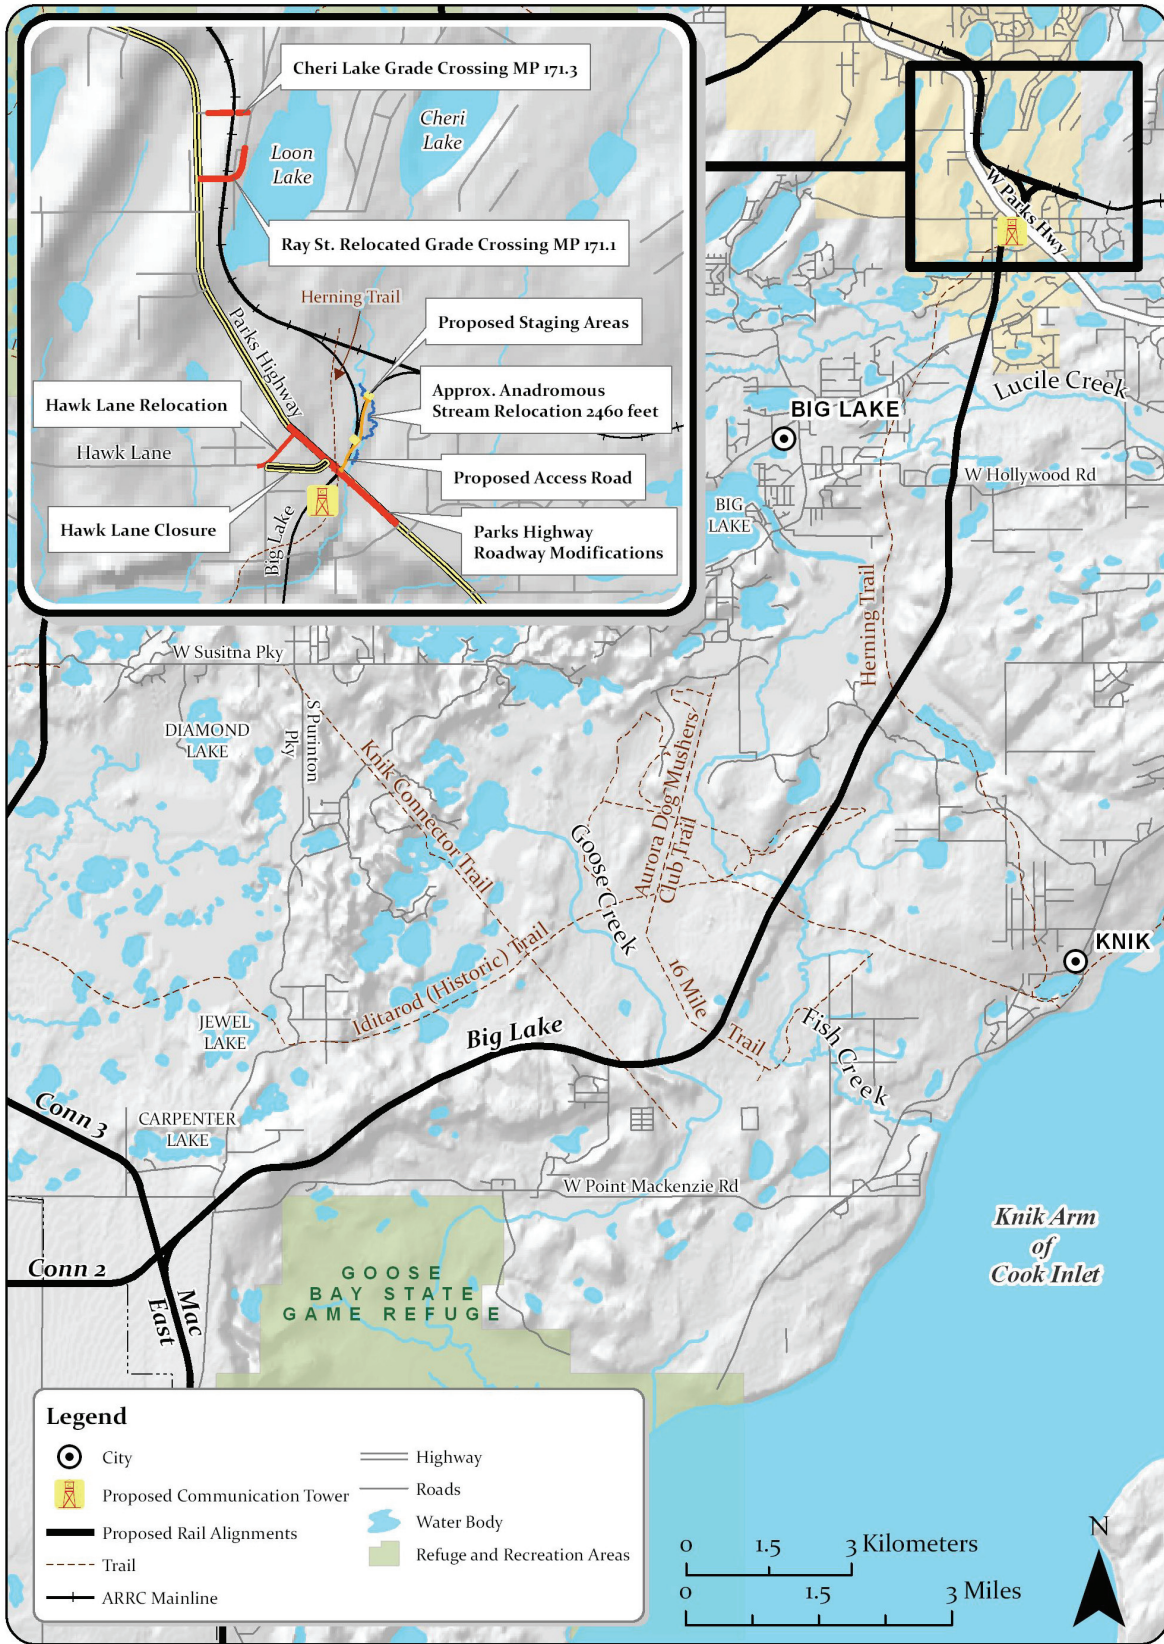 Cheri Lake Grade Crossing MP 171.3
Cheri
Lake
Loon
Lake
Ray St. Relocated Grade Crossing MP 171.1
Herning Trail
Proposed Staging Areas
Parks Highway
Approx. Anadromous
Stream Relocation 2460 feet
Hawk Lane Relocation
Hawk Lane
Proposed Access Road
Hawk Lane Closure
Big Lake
Parks Highway
Roadway Modifications
W Parks Hwy
Lucile Creek
BIG LAKE
W Hollywood Rd
BIG
LAKE
Herning Trail
W Susitna Pky
S Purinton
Pky
DIAMOND
LAKE
Knik Connector Trail
Aurora Dog Mushers
Club Trail
Goose Creek
KNIK
Iditarod (Historic) Trail
16 Mile
Trail
JEWEL
LAKE
Big Lake
Fish Creek
Conn 3
CARPENTER
LAKE
W Point Mackenzie Rd
Knik Arm
of
Cook Inlet
Conn 2
GOOSE
BAY STATE
GAME REFUGE
Mac
East
Legend
City
Proposed Communication Tower
Proposed Rail Alignments
Trail
ARRC Mainline
Highway
Roads
Water Body
Refuge and Recreation Areas
0 1.5 3 Kilometers
0 1.5 3 Miles
N